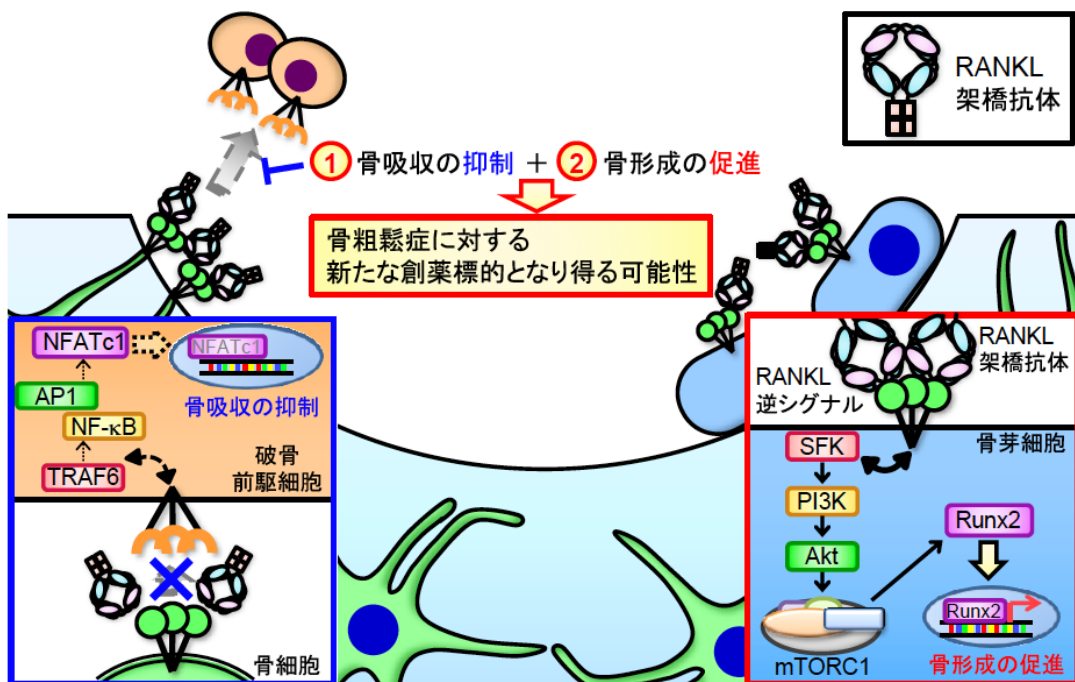 RANKL
架橋抗体
① 骨吸収の抑制 + ② 骨形成の促進
骨粗鬆症に対する
新たな創薬標的となり得る可能性
NFATc1
NFATc1
AP1
骨吸収の抑制
NF-κB
TRAF6
破骨
前駆細胞
骨細胞
RANKL
架橋抗体
RANKL
逆シグナル
骨芽細胞
SFK
PI3K
Akt
mTORC1
Runx2
Runx2
骨形成の促進